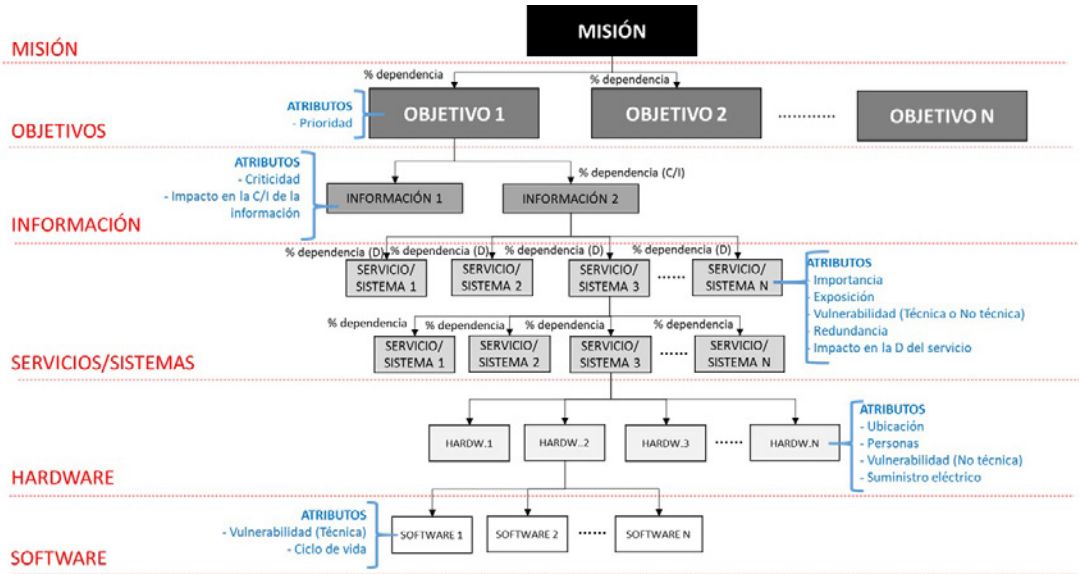 MISIÓN
MISIÓN
% dependencia
% dependencia
ATRIBUTOS
- Prioridad
OBJETIVO 1
OBJETIVO 2
............
OBJETIVO N
OBJETIVOS
ATRIBUTOS
- Criticidad
- Impacto en la C/I de la
información
% dependencia (C/I)
INFORMACIÓN 1
INFORMACIÓN 2
INFORMACIÓN
% dependencia (D)
% dependencia (D)
% dependencia (D)
% dependencia (D)
SERVICIO/
SISTEMA 1
SERVICIO/
SISTEMA 2
SERVICIO/
SISTEMA 3
......
SERVICIO/
SISTEMA N
ATRIBUTOS
- Importancia
- Exposición
- Vulnerabilidad (Técnica o No técnica)
- Redundancia
- Impacto en la D del servicio
% dependencia
% dependencia
% dependencia
% dependencia
SERVICIO/
SISTEMA 1
SERVICIO/
SISTEMA 2
SERVICIO/
SISTEMA 3
......
SERVICIO/
SISTEMA N
SERVICIOS/SISTEMAS
HARDW.1
HARDW..2
HARDW.3
......
HARDW.N
ATRIBUTOS
- Ubicación
- Personas
- Vulnerabilidad (No técnica)
- Suministro eléctrico
HARDWARE
ATRIBUTOS
- Vulnerabilidad (Técnica)
- Ciclo de vida
SOFTWARE 1
SOFTWARE 2
......
SOFTWARE N
SOFTWARE